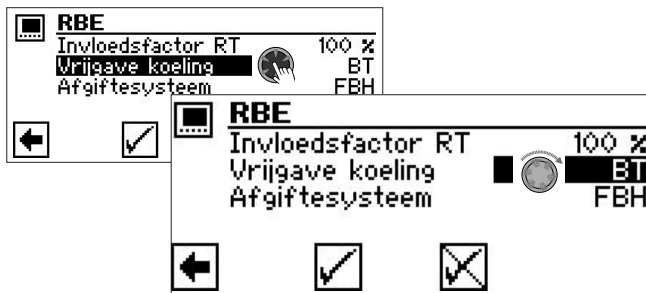 RBE
Invloedsfactor RT 100 %
Vrijgave koeling BT
Afgiftesysteem FBH
RBE
Invloedsfactor RT 100 %
Vrijgave koeling BT
Afgiftesysteem FBH